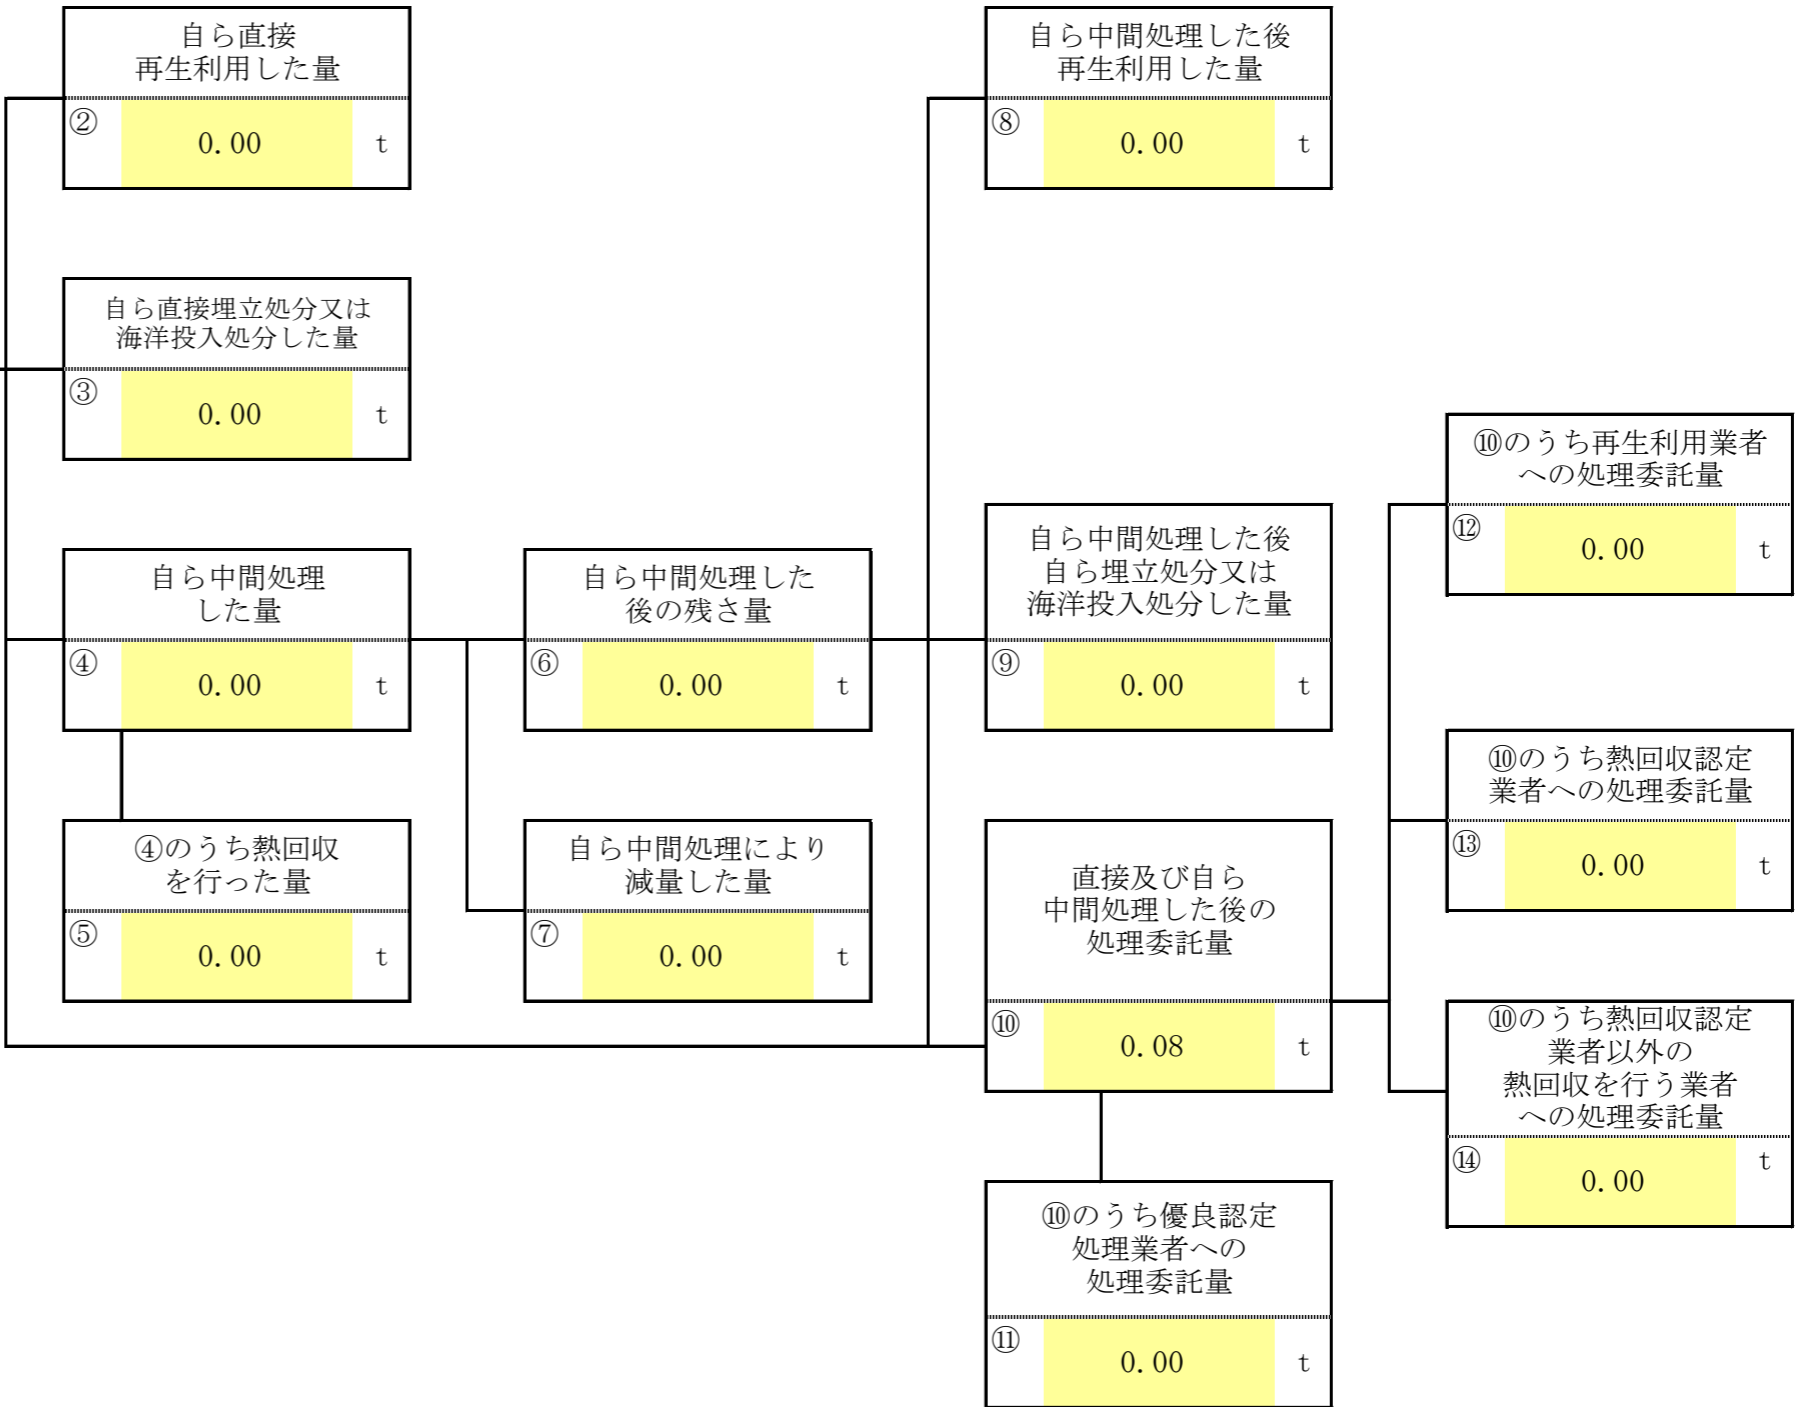 自ら直接
再生利用した量
②
0.00
t
自ら中間処理した後
再生利用した量
⑧
0.00
t
自ら直接埋立処分又は
海洋投入処分した量
③
0.00
t
⑩のうち再生利用業者
への処理委託量
⑫
0.00
t
自ら中間処理
した量
④
0.00
t
自ら中間処理した
後の残さ量
⑥
0.00
t
自ら中間処理した後
自ら埋立処分又は
海洋投入処分した量
⑨
0.00
t
⑩のうち熱回収認定
業者への処理委託量
⑬
0.00
t
④のうち熱回収
を行った量
⑤
0.00
t
自ら中間処理により
減量した量
⑦
0.00
t
直接及び自ら
中間処理した後の
処理委託量
⑩
0.08
t
⑩のうち熱回収認定
業者以外の
熱回収を行う業者
への処理委託量
⑭
0.00
t
⑩のうち優良認定
処理業者への
処理委託量
⑪
0.00
t